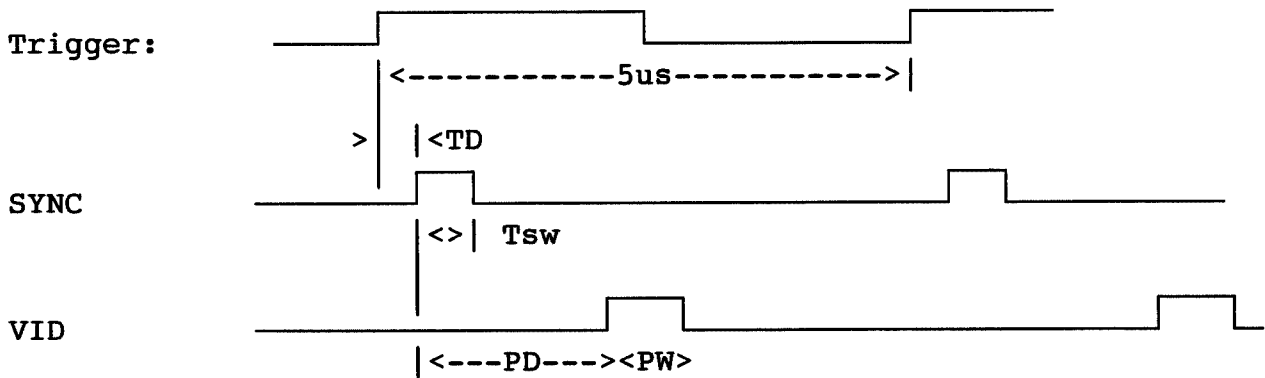 Trigger:
<------------5us----------->|
> |<TD
SYNC
|<>| Tsw
VID
|<---PD---><PW>